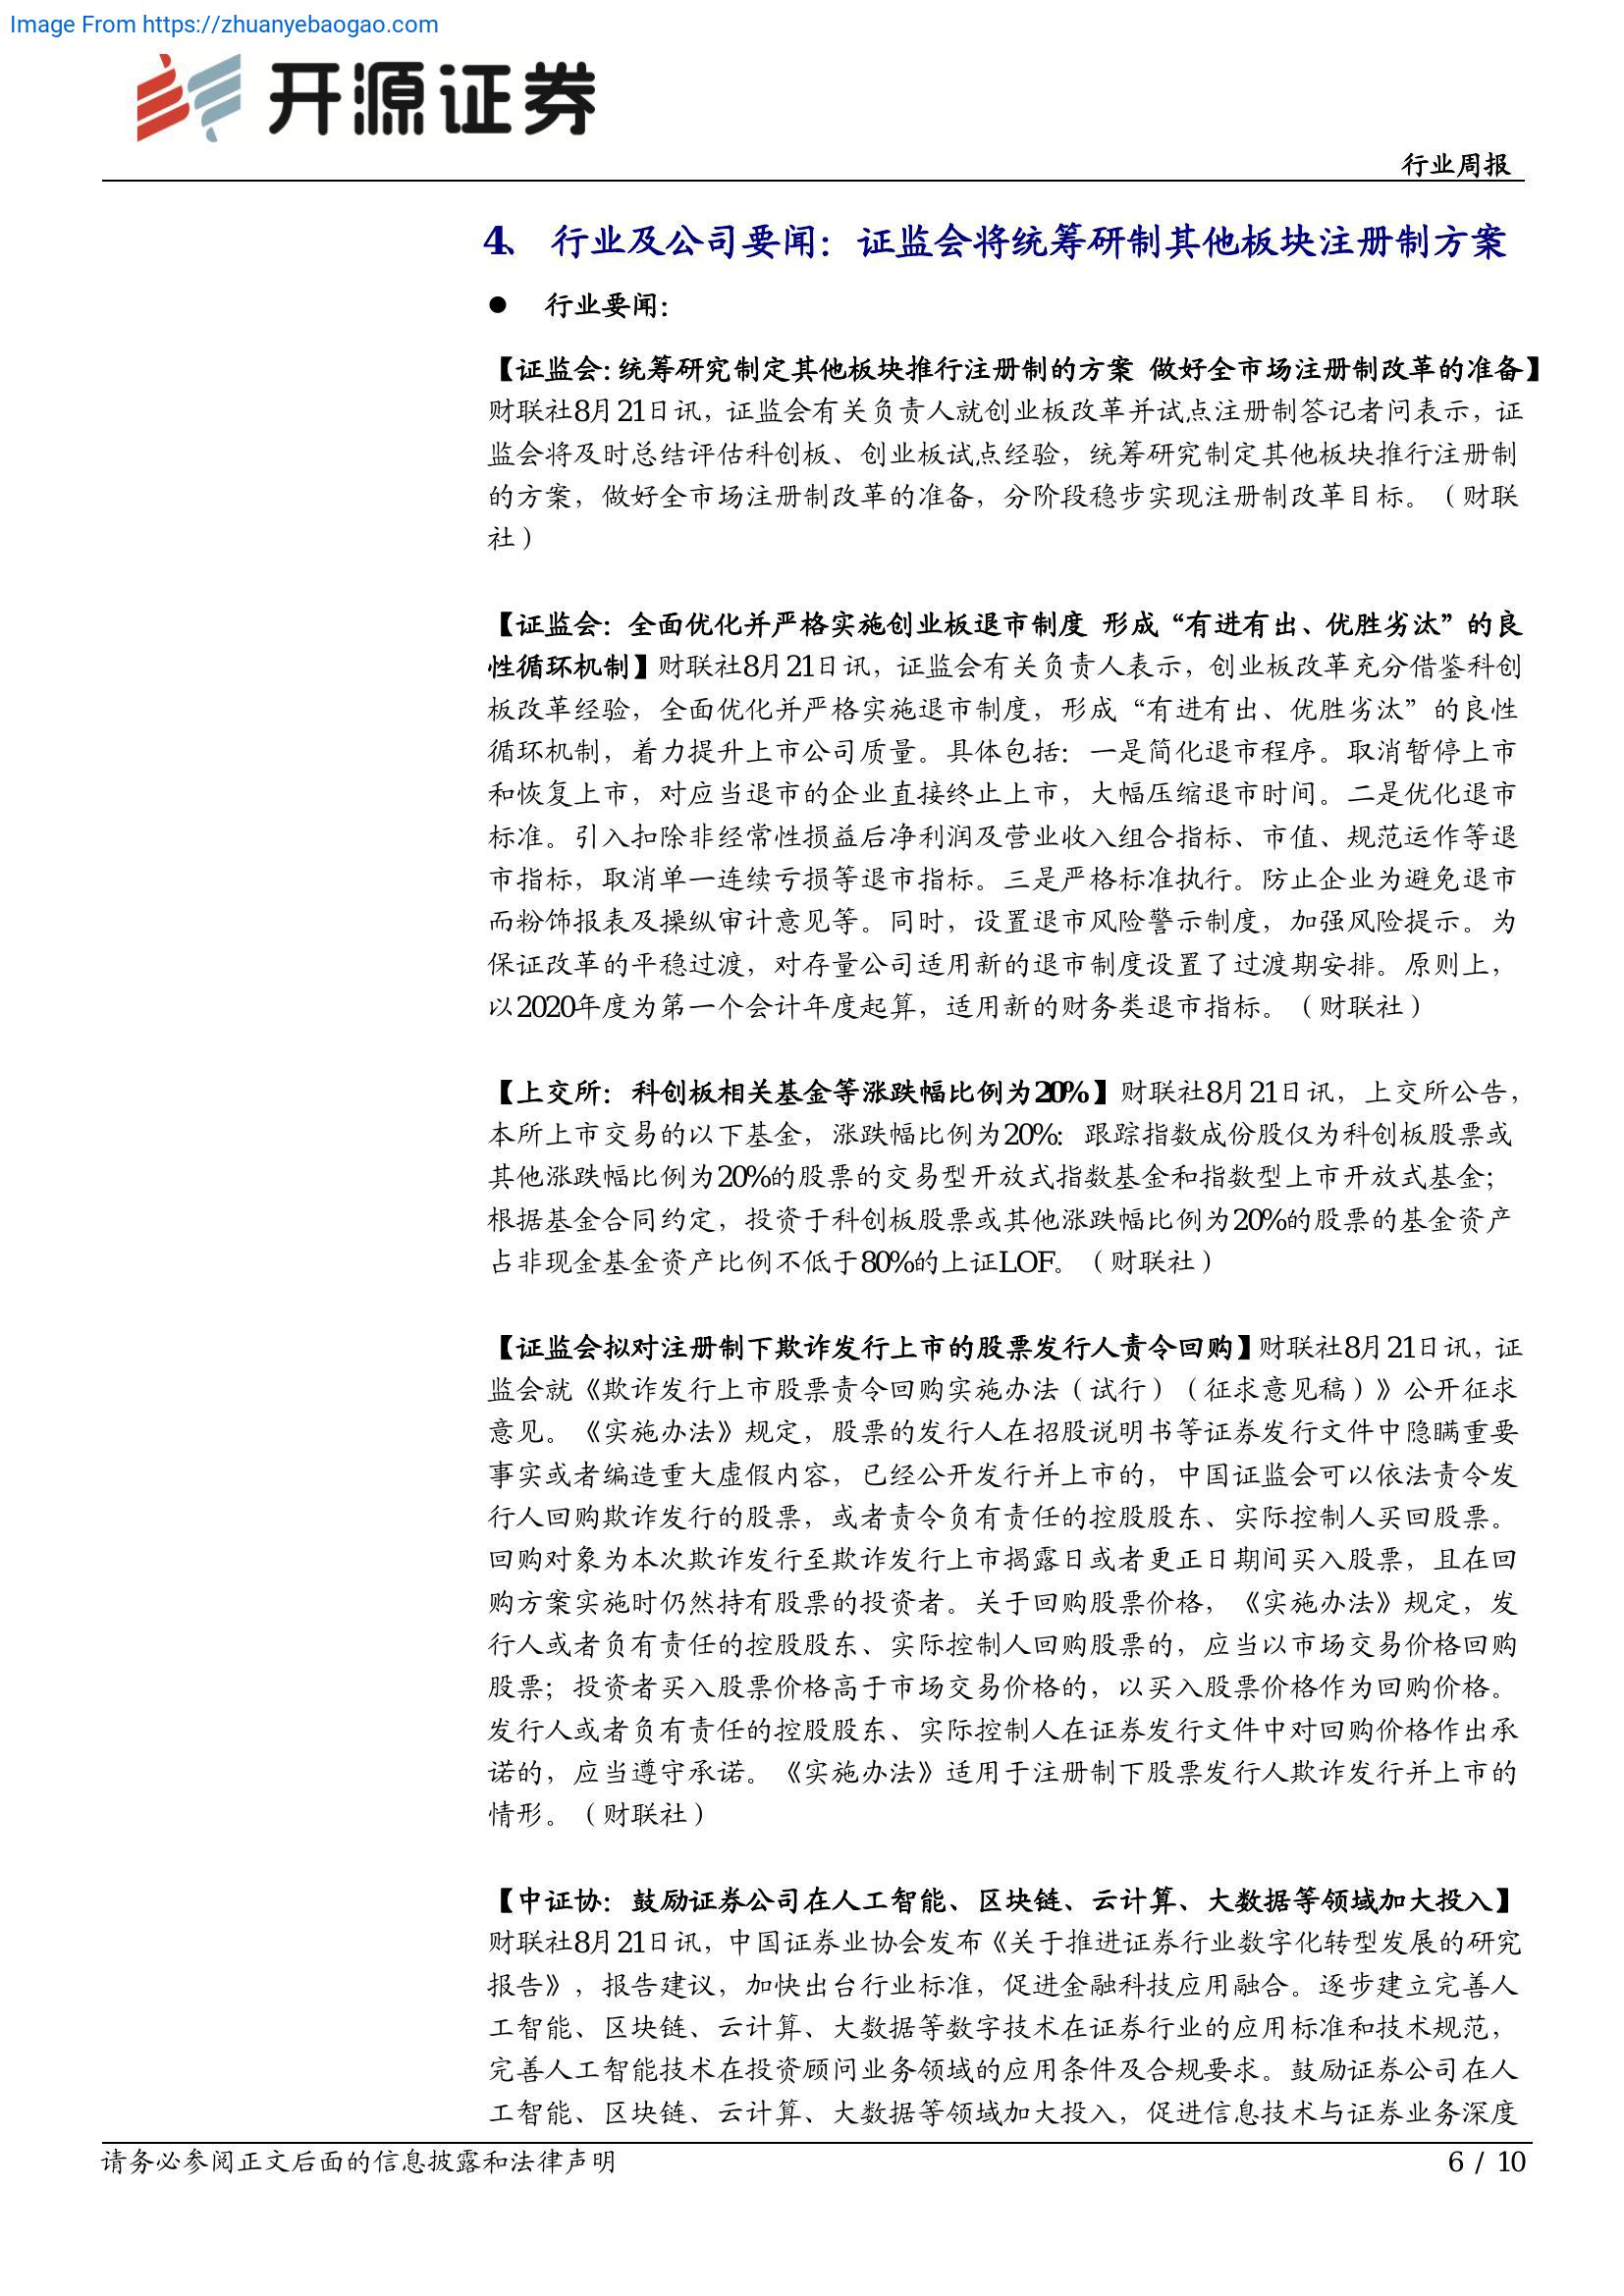 Image From https://zhuanyebaogao.com
开源证券
行业周报
4、 行业及公司要闻：证监会将统筹研制其他板块注册制方案
● 行业要闻：
【证监会：统筹研究制定其他板块推行注册制的方案 做好全市场注册制改革的准备】
财联社8月21日讯，证监会有关负责人就创业板改革并试点注册制答记者问表示，证
监会将及时总结评估科创板、创业板试点经验，统筹研究制定其他板块推行注册制
的方案，做好全市场注册制改革的准备，分阶段稳步实现注册制改革目标。（财联
社）
【证监会：全面优化并严格实施创业板退市制度 形成“有进有出、优胜劣汰”的良
性循环机制】财联社8月21日讯，证监会有关负责人表示，创业板改革充分借鉴科创
板改革经验，全面优化并严格实施退市制度，形成“有进有出、优胜劣汰”的良性
循环机制，着力提升上市公司质量。具体包括：一是简化退市程序。取消暂停上市
和恢复上市，对应当退市的企业直接终止上市，大幅压缩退市时间。二是优化退市
标准。引入扣除非经常性损益后净利润及营业收入组合指标、市值、规范运作等退
市指标，取消单一连续亏损等退市指标。三是严格标准执行。防止企业为避免退市
而粉饰报表及操纵审计意见等。同时，设置退市风险警示制度，加强风险提示。为
保证改革的平稳过渡，对存量公司适用新的退市制度设置了过渡期安排。原则上，
以2020年度为第一个会计年度起算，适用新的财务类退市指标。（财联社）
【上交所：科创板相关基金等涨跌幅比例为20%】财联社8月21日讯，上交所公告，
本所上市交易的以下基金，涨跌幅比例为20%：跟踪指数成份股仅为科创板股票或
其他涨跌幅比例为20%的股票的交易型开放式指数基金和指数型上市开放式基金；
根据基金合同约定，投资于科创板股票或其他涨跌幅比例为20%的股票的基金资产
占非现金基金资产比例不低于80%的上证LOF。（财联社）
【证监会拟对注册制下欺诈发行上市的股票发行人责令回购】财联社8月21日讯，证
监会就《欺诈发行上市股票责令回购实施办法（试行）（征求意见稿）》公开征求
意见。《实施办法》规定，股票的发行人在招股说明书等证券发行文件中隐瞒重要
事实或者编造重大虚假内容，已经公开发行并上市的，中国证监会可以依法责令发
行人回购欺诈发行的股票，或者责令负有责任的控股股东、实际控制人买回股票。
回购对象为本次欺诈发行至欺诈发行上市揭露日或者更正日期间买入股票，且在回
购方案实施时仍然持有股票的投资者。关于回购股票价格，《实施办法》规定，发
行人或者负有责任的控股股东、实际控制人回购股票的，应当以市场交易价格回购
股票；投资者买入股票价格高于市场交易价格的，以买入股票价格作为回购价格。
发行人或者负有责任的控股股东、实际控制人在证券发行文件中对回购价格作出承
诺的，应当遵守承诺。《实施办法》适用于注册制下股票发行人欺诈发行并上市的
情形。（财联社）
【中证协：鼓励证券公司在人工智能、区块链、云计算、大数据等领域加大投入】
财联社8月21日讯，中国证券业协会发布《关于推进证券行业数字化转型发展的研究
报告》，报告建议，加快出台行业标准，促进金融科技应用融合。逐步建立完善人
工智能、区块链、云计算、大数据等数字技术在证券行业的应用标准和技术规范，
完善人工智能技术在投资顾问业务领域的应用条件及合规要求。鼓励证券公司在人
工智能、区块链、云计算、大数据等领域加大投入，促进信息技术与证券业务深度
请务必参阅正文后面的信息披露和法律声明
6 / 10